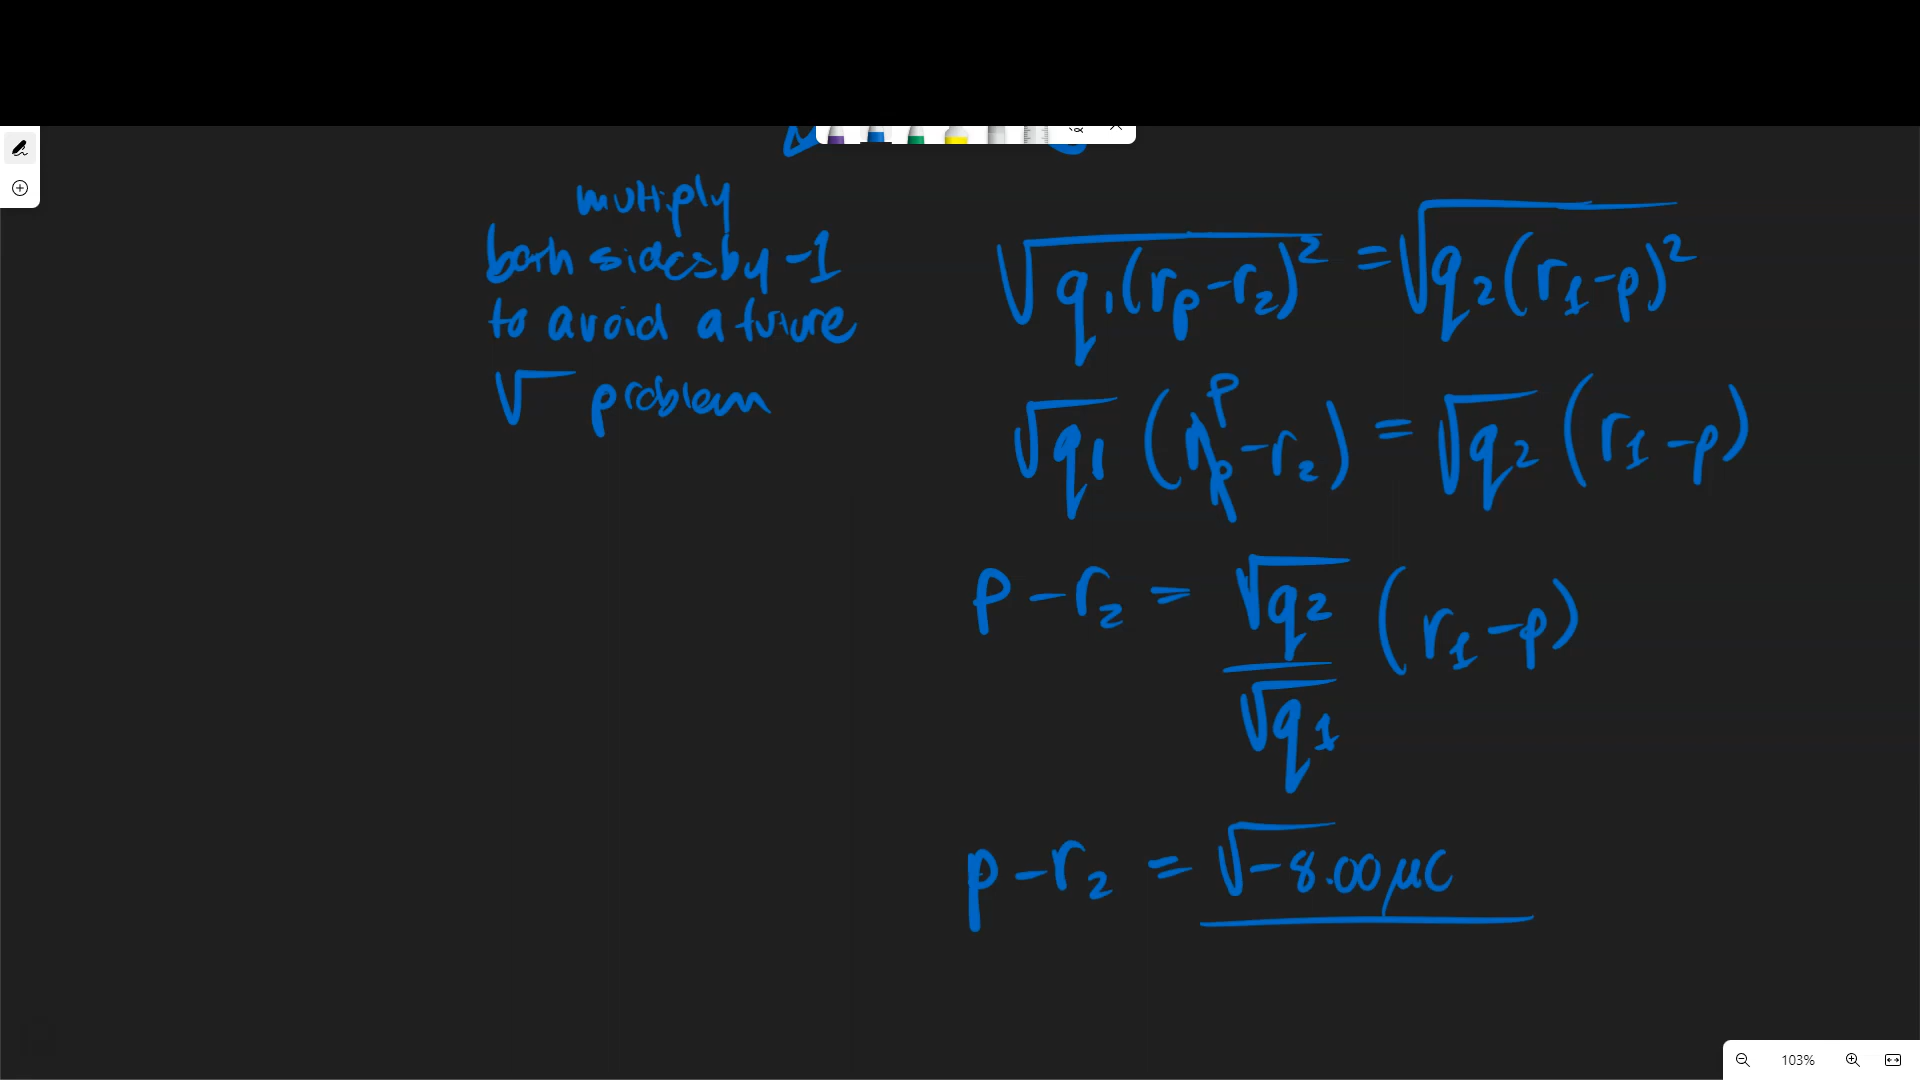 multiply
both sides by -1
to avoid a future
√ problem
√q₁(rₚ-r₂)² = √q₂(r₁-p)²
√q₁ (p-r₂) = √q₂ (r₁-p)
p-r₂ = √q₂/√q₁ (r₁-p)
p-r₂ = √-8.00μC
103%